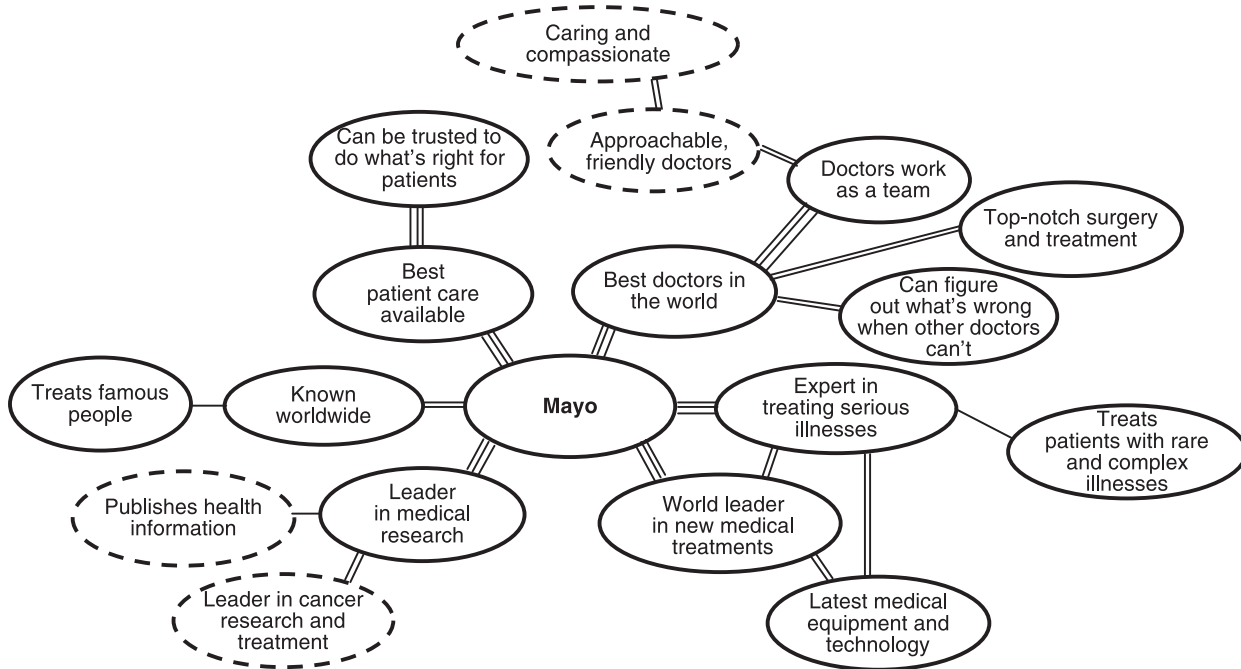 Caring and
compassionate
Can be trusted to
do what's right for
patients
Approachable,
friendly doctors
Doctors work
as a team
Top-notch surgery
and treatment
Best
patient care
available
Best doctors in
the world
Can figure
out what's wrong
when other doctors
can't
Treats famous
people
Known
worldwide
Mayo
Expert in
treating serious
illnesses
Treats
patients with rare
and complex
illnesses
Publishes health
information
Leader
in medical
research
World leader
in new medical
treatments
Leader in cancer
research and
treatment
Latest medical
equipment and
technology